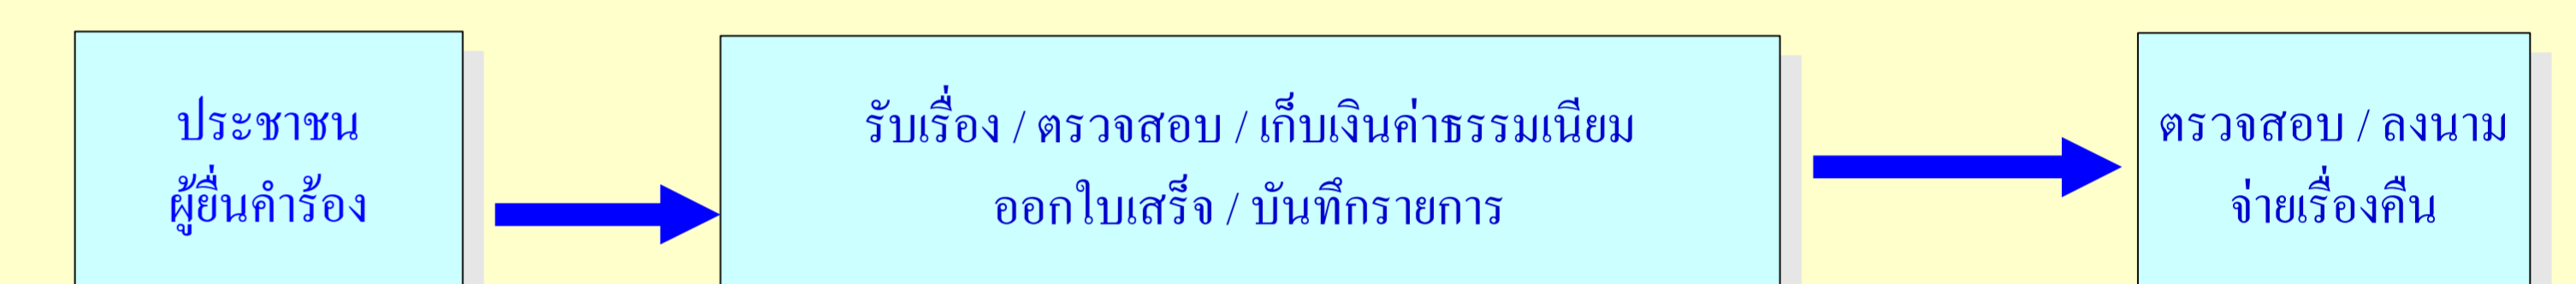 ประชาชน
ผู้ยื่นคำร้อง
รับเรื่อง / ตรวจสอบ / เก็บเงินค่าธรรมเนียม
ออกใบเสร็จ / บันทึกรายการ
ตรวจสอบ / ลงนาม
จ่ายเรื่องคืน